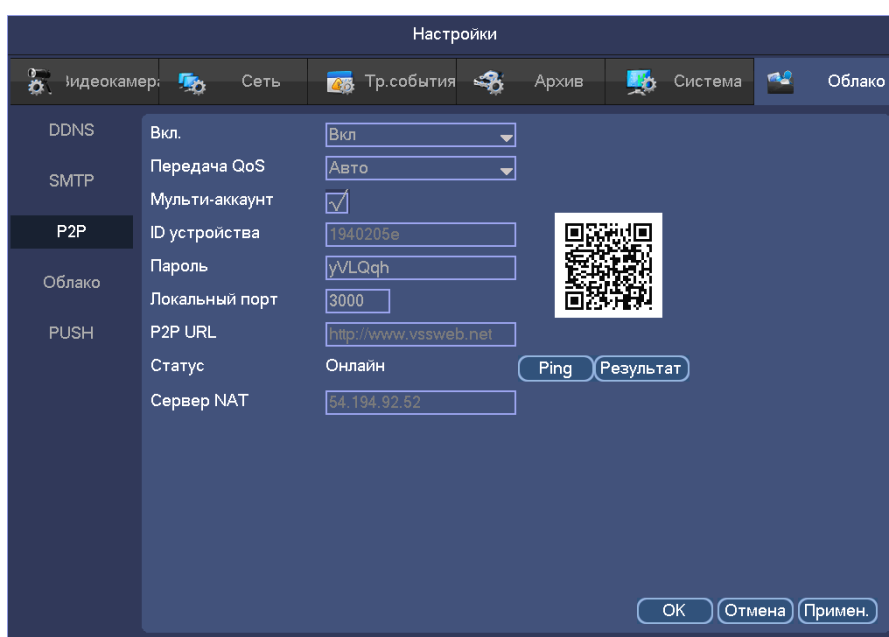 Настройки
Сеть
Тр.события
Архив
Система
Облако
DDNS
SMTP
P2P
Облако
PUSH
Вкл. Вкл
Передача QoS Авто
Мульти-аккаунт
ID устройства 1940205e
Пароль yVLQqh
Локальный порт 3000
P2P URL http://www.vssweb.net
Статус Онлайн Ping Результат
Сервер NAT 54.194.92.52
OK Отмена Примен.